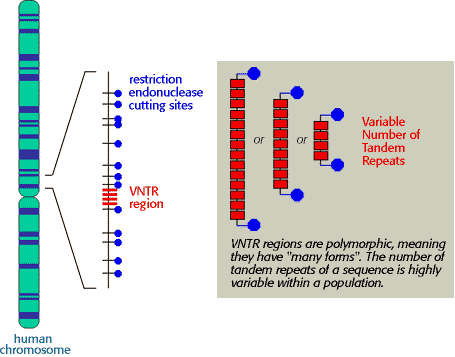 restriction
endonuclease
cutting sites
VNTR
region
human
chromosome
or
or
Variable
Number of
Tandem
Repeats
VNTR regions are polymorphic, meaning
they have "many forms". The number of
tandem repeats of a sequence is highly
variable within a population.